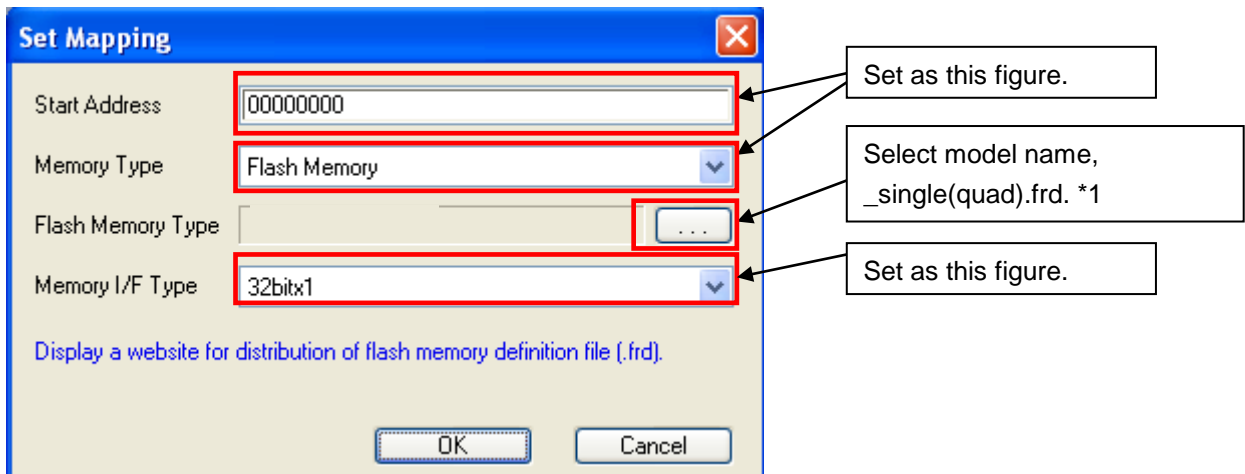 Set Mapping
Start Address
00000000
Set as this figure.
Memory Type
Flash Memory
Select model name,
_single(quad).frd. *1
Flash Memory Type
...
Memory I/F Type
32bitx1
Set as this figure.
Display a website for distribution of flash memory definition file (.frd).
OK
Cancel